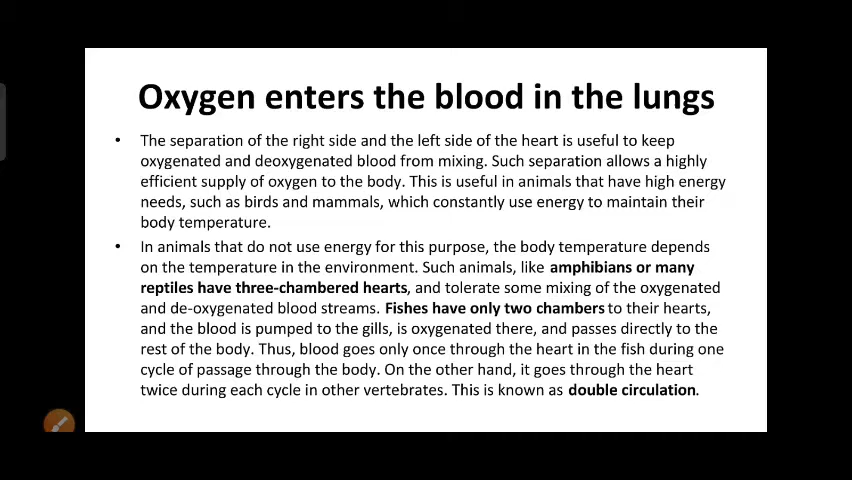 Oxygen enters the blood in the lungs
• The separation of the right side and the left side of the heart is useful to keep
oxygenated and deoxygenated blood from mixing. Such separation allows a highly
efficient supply of oxygen to the body. This is useful in animals that have high energy
needs, such as birds and mammals, which constantly use energy to maintain their
body temperature.
• In animals that do not use energy for this purpose, the body temperature depends
on the temperature in the environment. Such animals, like amphibians or many
reptiles have three-chambered hearts, and tolerate some mixing of the oxygenated
and de-oxygenated blood streams. Fishes have only two chambers to their hearts,
and the blood is pumped to the gills, is oxygenated there, and passes directly to the
rest of the body. Thus, blood goes only once through the heart in the fish during one
cycle of passage through the body. On the other hand, it goes through the heart
twice during each cycle in other vertebrates. This is known as double circulation.